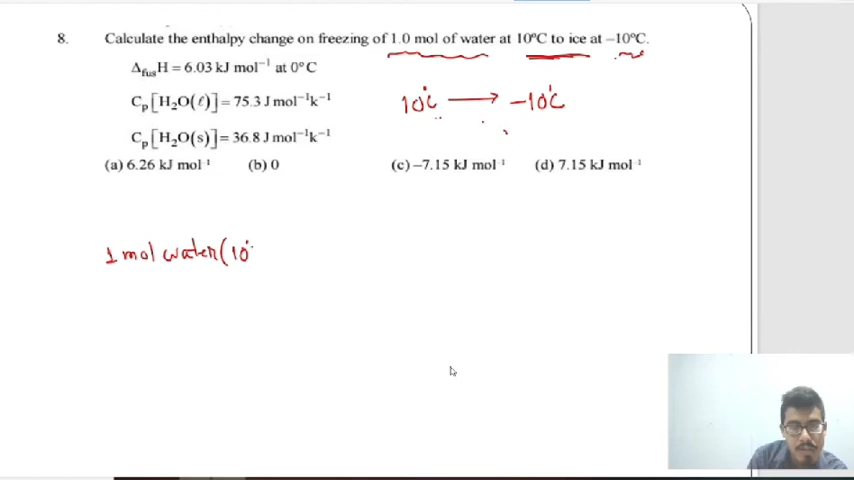 8. Calculate the enthalpy change on freezing of 1.0 mol of water at 10°C to ice at –10°C.
ΔfusH = 6.03 kJ mol⁻¹ at 0°C
Cp[H₂O(ℓ)] = 75.3 J mol⁻¹k⁻¹
10°C → -10°C
Cp[H₂O(s)] = 36.8 J mol⁻¹k⁻¹
(a) 6.26 kJ mol⁻¹ (b) 0 (c) –7.15 kJ mol⁻¹ (d) 7.15 kJ mol⁻¹
1 mol water(10°